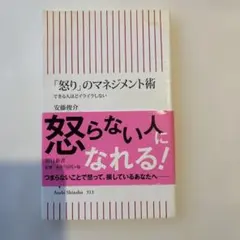 「怒り」のマネジメント術
できる人ほどイライラしない
安藤俊介
怒らない人
になれる!
朝日新書
つまらないことで怒って、損しているあなたへ——
Asahi Shinsho